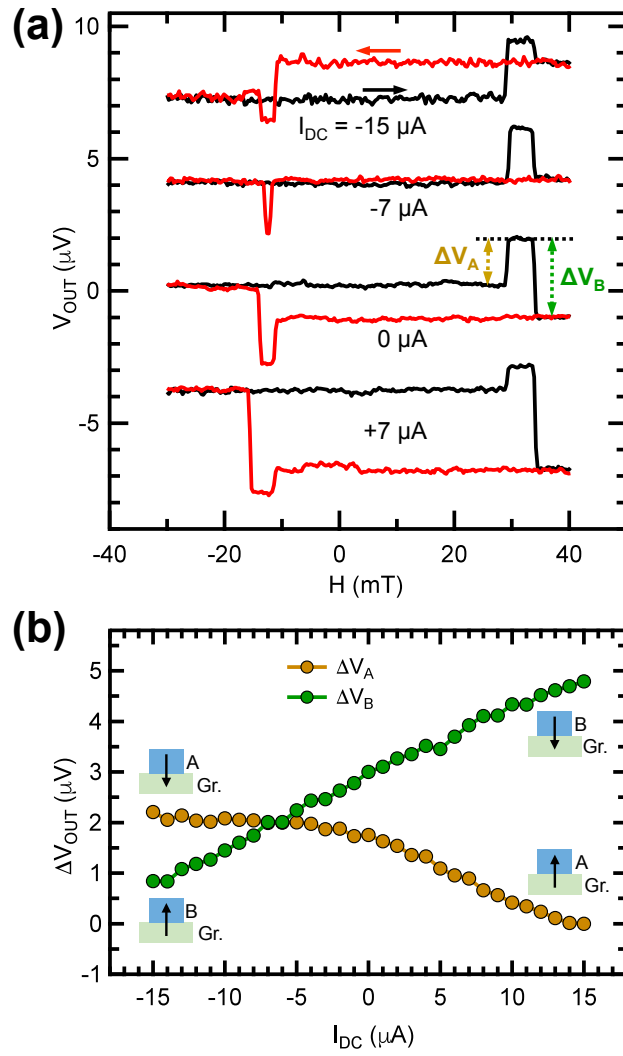 (a)
10
5
0
-5
V_OUT (μV)
I_DC = -15 μA
-7 μA
ΔV_A
ΔV_B
0 μA
+7 μA
-40 -20 0 20 40
H (mT)
(b)
5
4
3
2
1
0
-1
ΔV_OUT (μV)
ΔV_A
ΔV_B
A
Gr.
B
Gr.
B
Gr.
A
Gr.
-15 -10 -5 0 5 10 15
I_DC (μA)